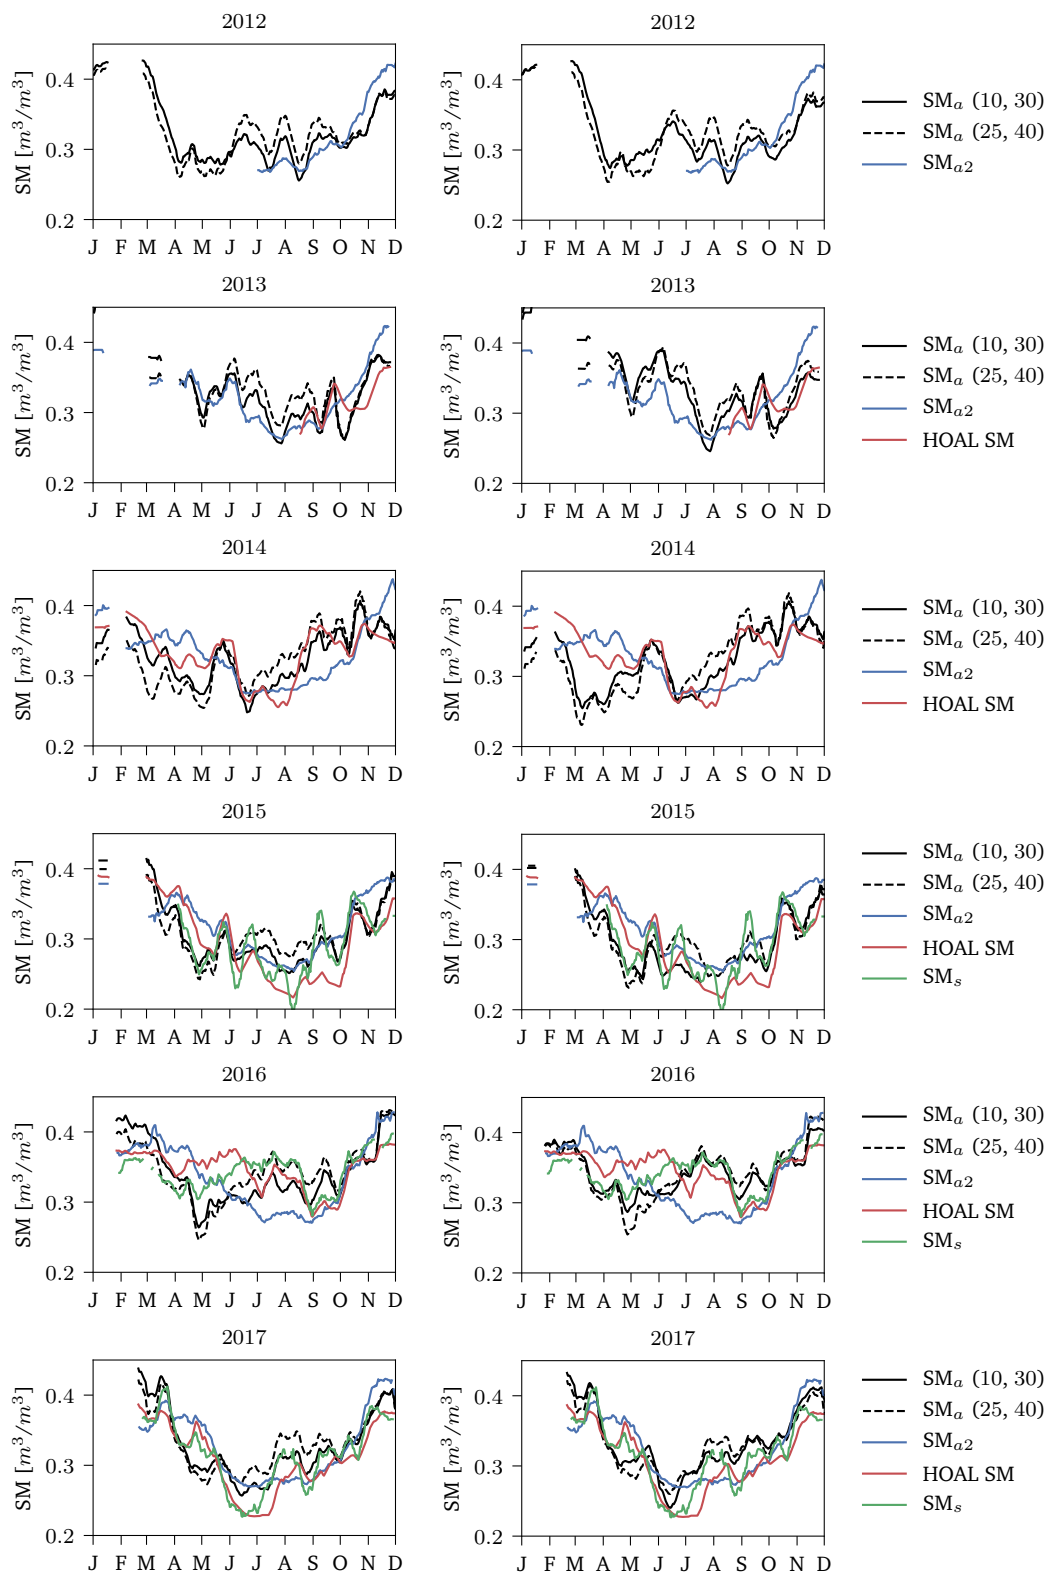 2012 2012
SM [m³/m³] 0.4 0.3 0.2 SM [m³/m³] 0.4 0.3 0.2
J F M A M J J A S O N D J F M A M J J A S O N D
SMₐ (10, 30)
SMₐ (25, 40)
SMₐ₂
2013 2013
SM [m³/m³] 0.4 0.3 0.2 SM [m³/m³] 0.4 0.3 0.2
J F M A M J J A S O N D J F M A M J J A S O N D
SMₐ (10, 30)
SMₐ (25, 40)
SMₐ₂
HOAL SM
2014 2014
SM [m³/m³] 0.4 0.3 0.2 SM [m³/m³] 0.4 0.3 0.2
J F M A M J J A S O N D J F M A M J J A S O N D
SMₐ (10, 30)
SMₐ (25, 40)
SMₐ₂
HOAL SM
2015 2015
SM [m³/m³] 0.4 0.3 0.2 SM [m³/m³] 0.4 0.3 0.2
J F M A M J J A S O N D J F M A M J J A S O N D
SMₐ (10, 30)
SMₐ (25, 40)
SMₐ₂
HOAL SM
SMₛ
2016 2016
SM [m³/m³] 0.4 0.3 0.2 SM [m³/m³] 0.4 0.3 0.2
J F M A M J J A S O N D J F M A M J J A S O N D
SMₐ (10, 30)
SMₐ (25, 40)
SMₐ₂
HOAL SM
SMₛ
2017 2017
SM [m³/m³] 0.4 0.3 0.2 SM [m³/m³] 0.4 0.3 0.2
J F M A M J J A S O N D J F M A M J J A S O N D
SMₐ (10, 30)
SMₐ (25, 40)
SMₐ₂
HOAL SM
SMₛ